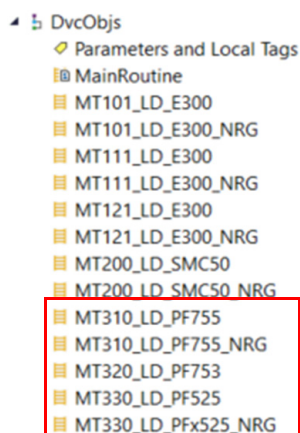 DvcObjs
Parameters and Local Tags
MainRoutine
MT101_LD_E300
MT101_LD_E300_NRG
MT111_LD_E300
MT111_LD_E300_NRG
MT121_LD_E300
MT121_LD_E300_NRG
MT200_LD_SMC50
MT200_LD_SMC50_NRG
MT310_LD_PF755
MT310_LD_PF755_NRG
MT320_LD_PF753
MT330_LD_PF525
MT330_LD_PFx525_NRG